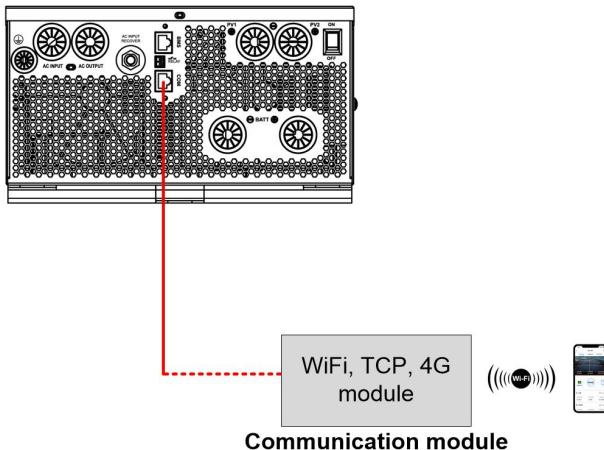 AC INPUT
AC OUTPUT
AC INPUT
RECOVER
BMS
RELAY
COM
PV1
PV2
ON
OFF
BATT
WiFi, TCP, 4G
module
Wi-Fi
Communication module